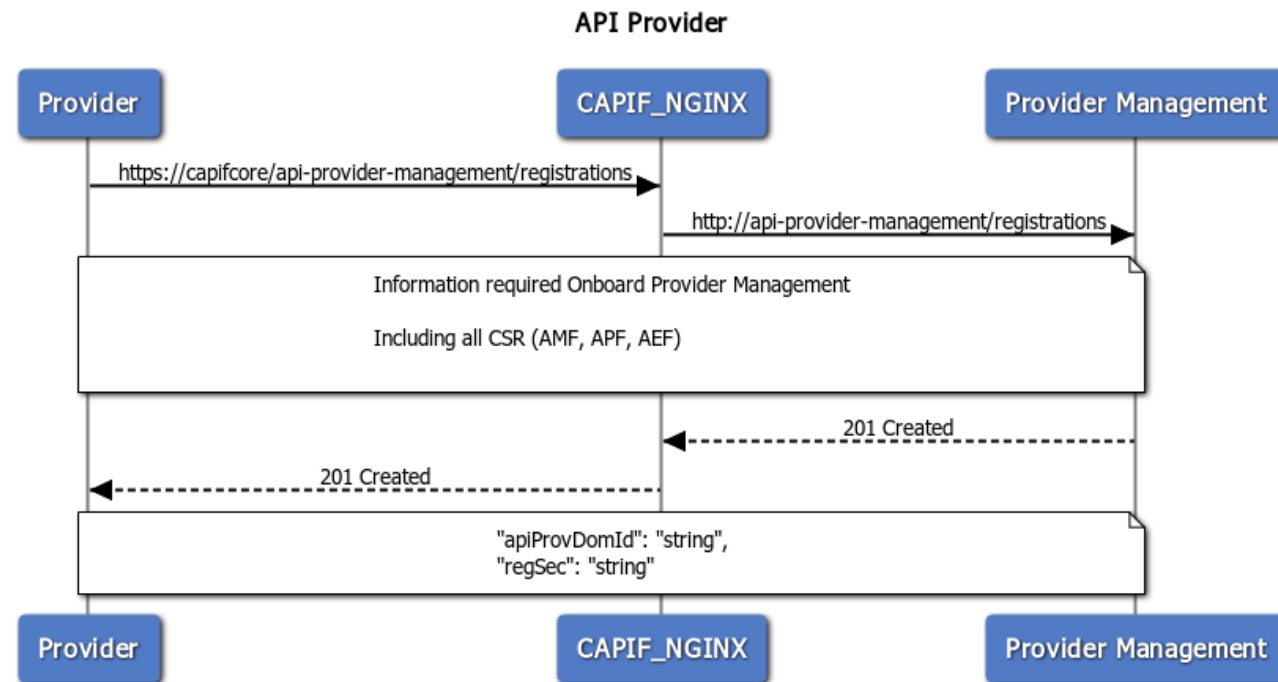 API Provider
Provider
CAPIF_NGINX
Provider Management
https://capifcore/api-provider-management/registrations
http://api-provider-management/registrations
Information required Onboard Provider Management
Including all CSR (AMF, APF, AEF)
201 Created
201 Created
"apiProvDomId": "string",
"regSec": "string"
Provider
CAPIF_NGINX
Provider Management